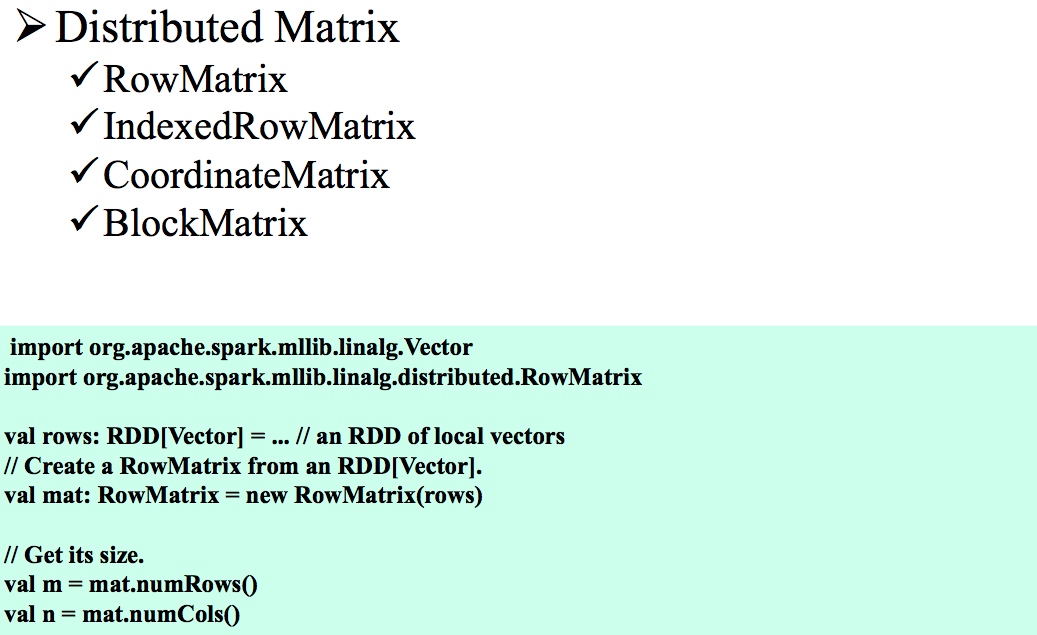 ➢ Distributed Matrix
✓ RowMatrix
✓ IndexedRowMatrix
✓ CoordinateMatrix
✓ BlockMatrix
import org.apache.spark.mllib.linalg.Vector
import org.apache.spark.mllib.linalg.distributed.RowMatrix
val rows: RDD[Vector] = ... // an RDD of local vectors
// Create a RowMatrix from an RDD[Vector].
val mat: RowMatrix = new RowMatrix(rows)
// Get its size.
val m = mat.numRows()
val n = mat.numCols()